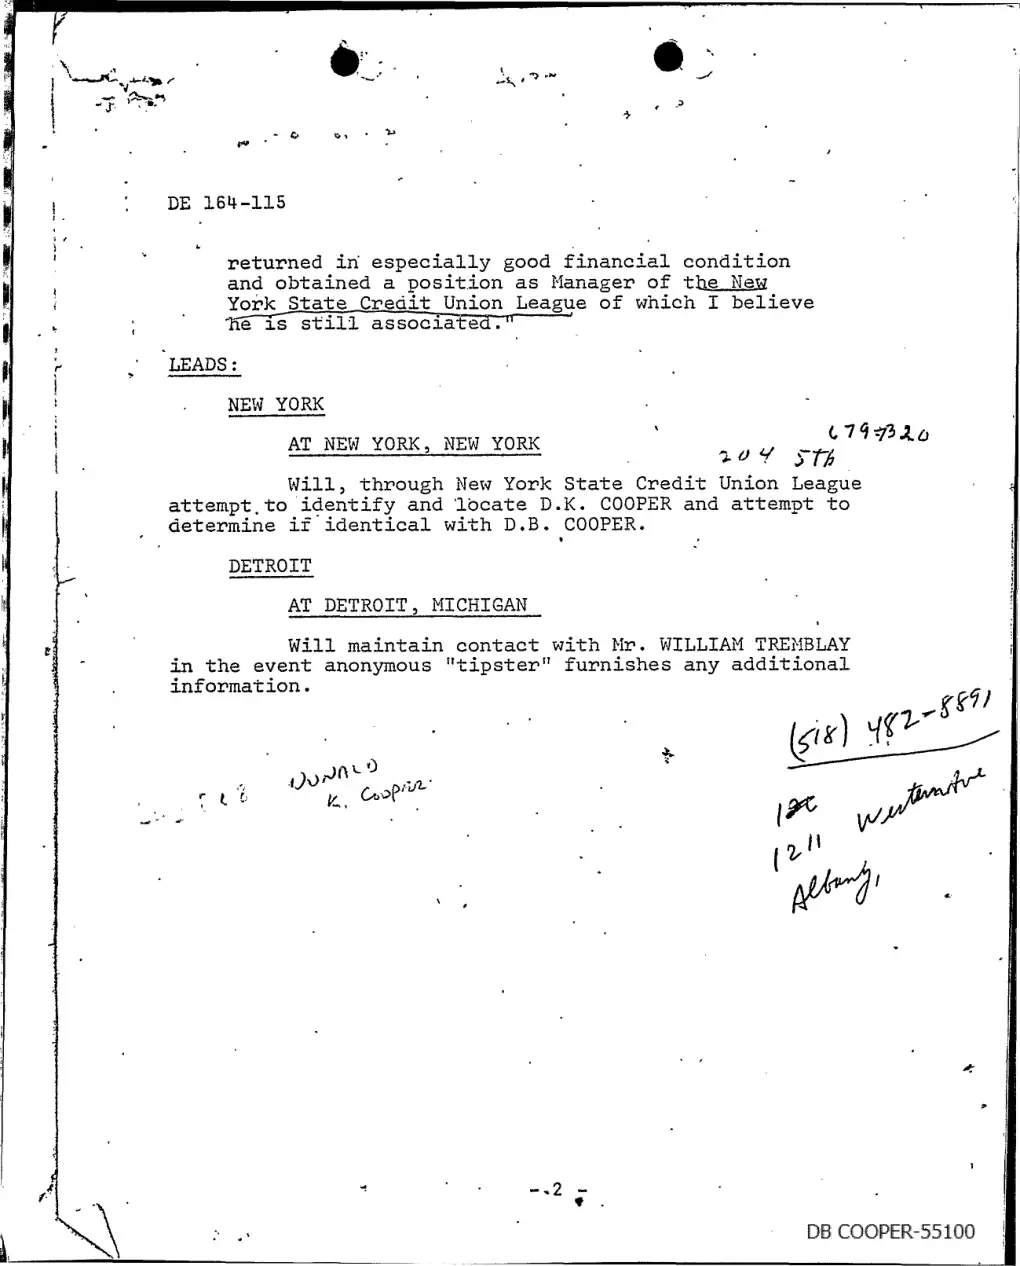 DE 164-115
returned in especially good financial condition
and obtained a position as Manager of the New
York State Credit Union League of which I believe
he is still associated."
LEADS:
NEW YORK
679-7320
AT NEW YORK, NEW YORK
204 5th
Will, through New York State Credit Union League
attempt to identify and locate D.K. COOPER and attempt to
determine if identical with D.B. COOPER.
DETROIT
AT DETROIT, MICHIGAN
Will maintain contact with Mr. WILLIAM TREMBLAY
in the event anonymous "tipster" furnishes any additional
information.
(518) 482-8891
DONALD
K. Cooper.
Western Ave
1211
Albany,
- 2 -
DB COOPER-55100